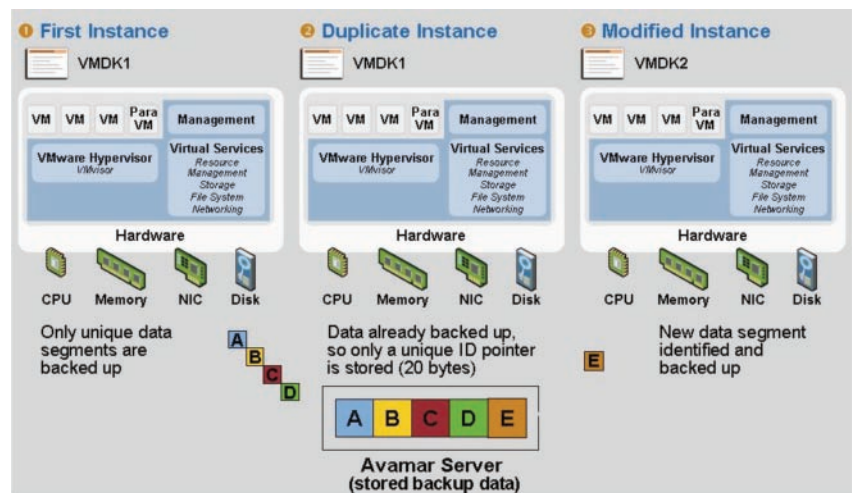 1 First Instance
VMDK1
VM VM VM Para VM
Management
VMware Hypervisor
VMvisor
Virtual Services
Resource
Management
Storage
File System
Networking
Hardware
CPU Memory NIC Disk
Only unique data
segments are
backed up
A
B
C
D
2 Duplicate Instance
VMDK1
VM VM VM Para VM
Management
VMware Hypervisor
VMvisor
Virtual Services
Resource
Management
Storage
File System
Networking
Hardware
CPU Memory NIC Disk
Data already backed up,
so only a unique ID pointer
is stored (20 bytes)
3 Modified Instance
VMDK2
VM VM VM Para VM
Management
VMware Hypervisor
VMvisor
Virtual Services
Resource
Management
Storage
File System
Networking
Hardware
CPU Memory NIC Disk
E
New data segment
identified and
backed up
A B C D E
Avamar Server
(stored backup data)